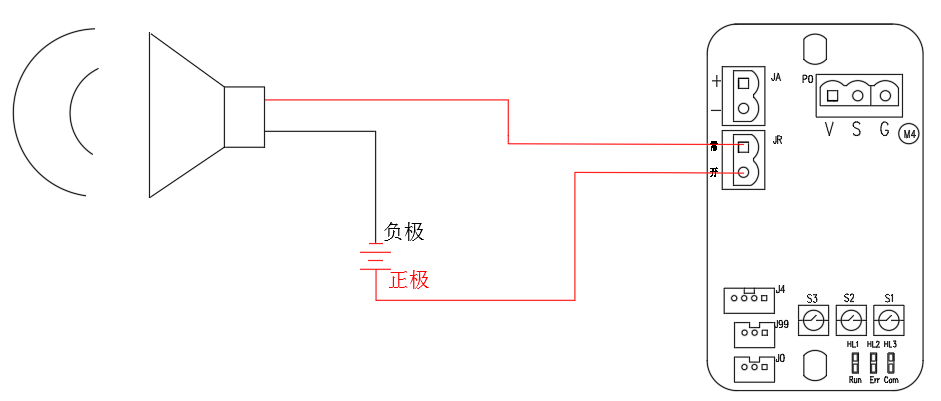 +
JA
PO
−
V S G
M4
常
JR
开
负极
正极
J4
S3
S2
S1
J99
HL1 HL2 HL3
J0
Run Err Com